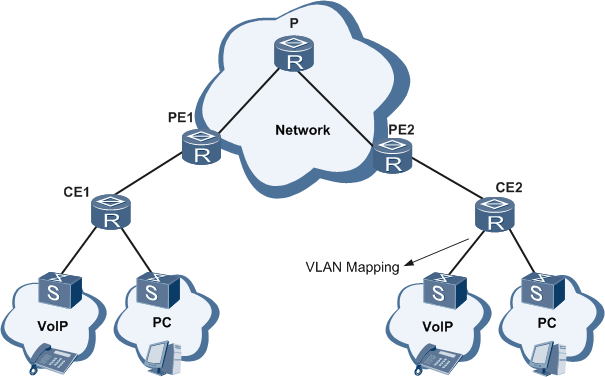 P
R
PE1
R
Network
PE2
R
CE1
R
CE2
R
VLAN Mapping
S
S
S
S
VoIP
PC
VoIP
PC